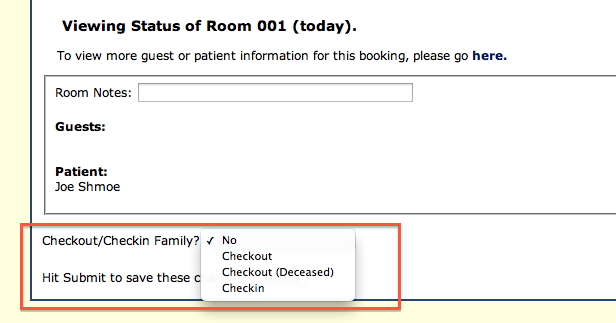 Viewing Status of Room 001 (today).
To view more guest or patient information for this booking, please go here.
Room Notes:
Guests:
Patient:
Joe Shmoe
Checkout/Checkin Family? ✓ No
Checkout
Checkout (Deceased)
Hit Submit to save these c
Checkin